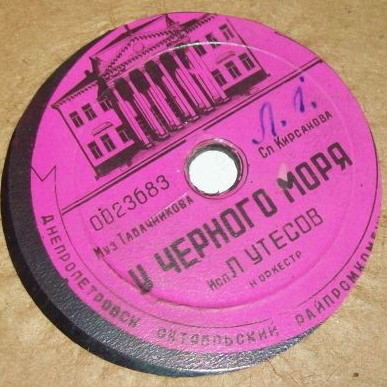 Л. У.
0023683
Муз. Табачникова
Сл. Кирсанова
У ЧЕРНОГО МОРЯ
Исп. Л УТЕСОВ
И ОРКЕСТР
ДНЕПРОПЕТРОВСК ОКТЯБРЬСКИЙ РАЙПРОМКОМБ